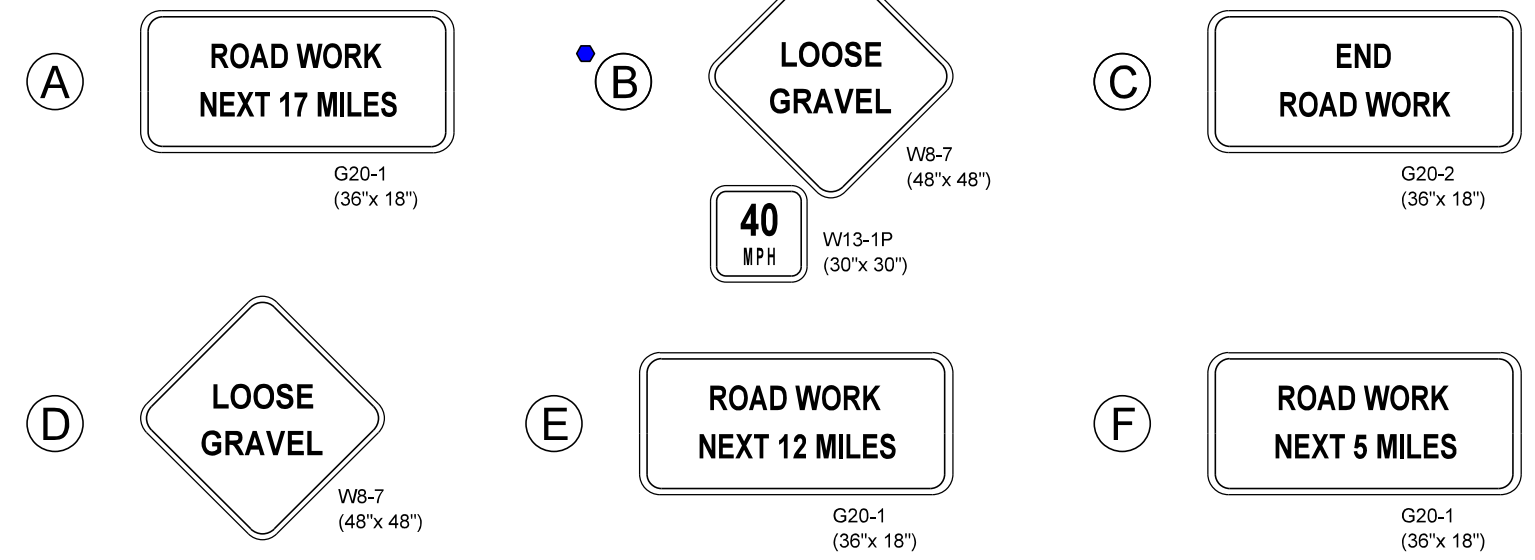 A
ROAD WORK
NEXT 17 MILES
G20-1
(36"x 18")
B
LOOSE
GRAVEL
W8-7
(48"x 48")
40
MPH
W13-1P
(30"x 30")
C
END
ROAD WORK
G20-2
(36"x 18")
D
LOOSE
GRAVEL
W8-7
(48"x 48")
E
ROAD WORK
NEXT 12 MILES
G20-1
(36"x 18")
F
ROAD WORK
NEXT 5 MILES
G20-1
(36"x 18")